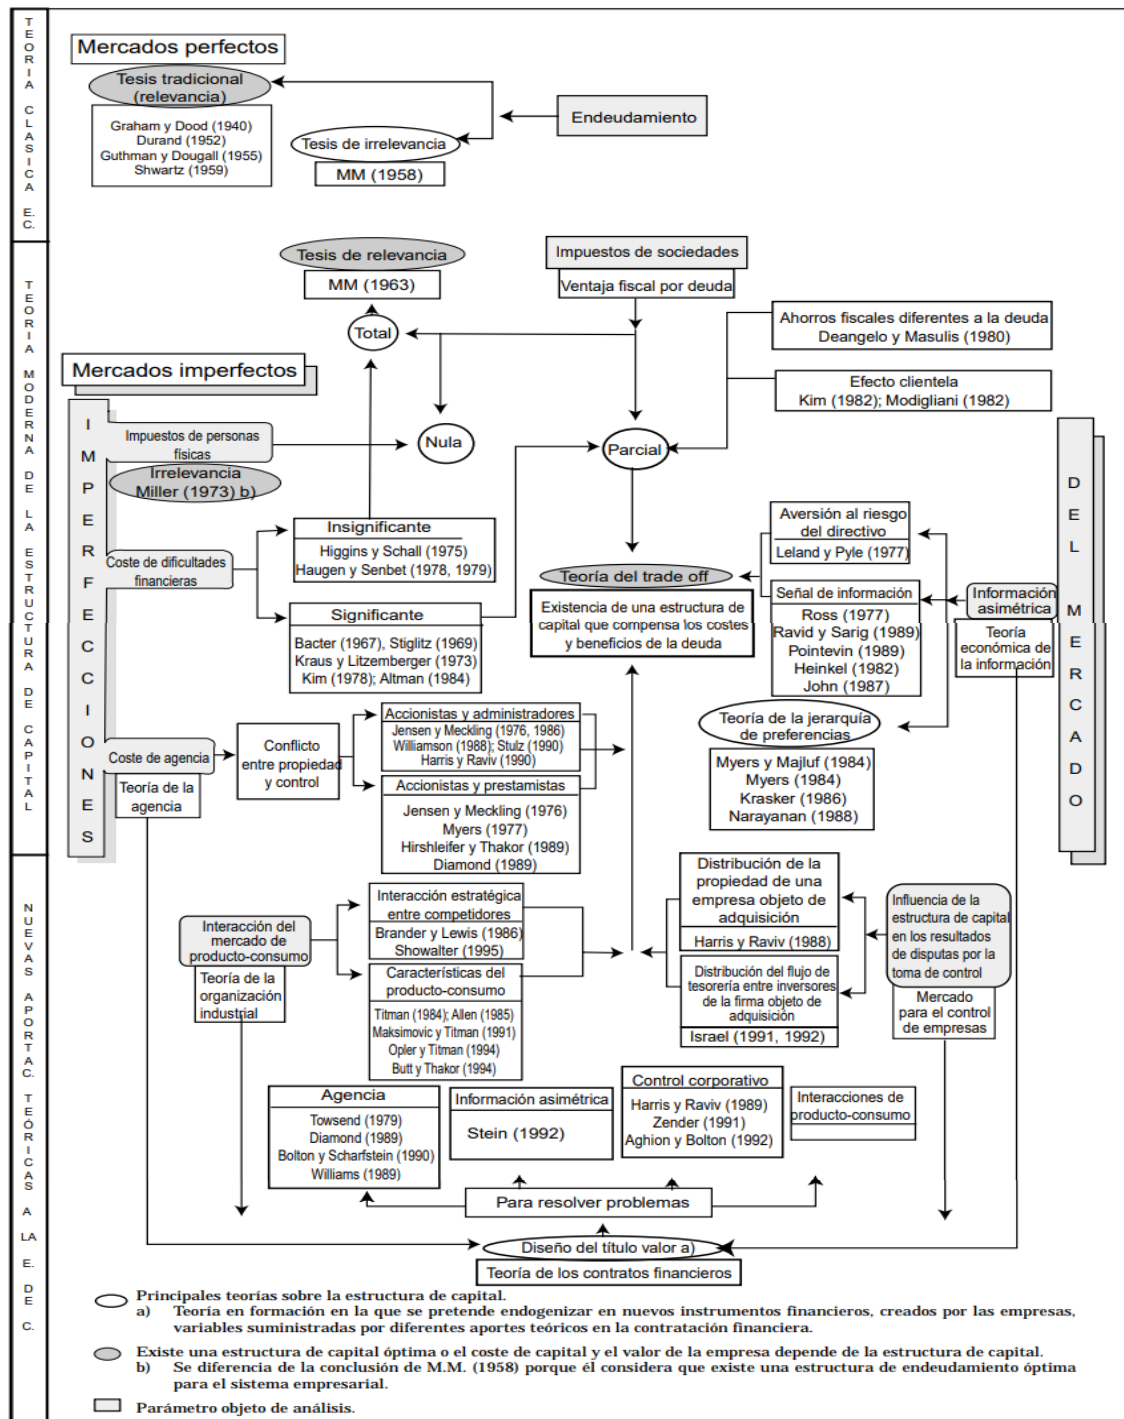 TEORIA CLASICA E.C.
Mercados perfectos
Tesis tradicional
(relevancia)
Graham y Dood (1940)
Durand (1952)
Guthman y Dougall (1955)
Shwartz (1959)
Endeudamiento
Tesis de irrelevancia
MM (1958)
TEORIA MODERNA DE LA ESTRUCTURA DE CAPITAL
Tesis de relevancia
MM (1963)
Total
Impuestos de sociedades
Ventaja fiscal por deuda
Ahorros fiscales diferentes a la deuda
Deangelo y Masulis (1980)
Efecto clientela
Kim (1982); Modigliani (1982)
Mercados imperfectos
IMPERFECCIONES
DEL MERCADO
Impuestos de personas
físicas
Nula
Parcial
Irrelevancia
Miller (1973) b)
Coste de dificultades
financieras
Insignificante
Higgins y Schall (1975)
Haugen y Senbet (1978, 1979)
Significante
Bacter (1967), Stiglitz (1969)
Kraus y Litzemberger (1973)
Kim (1978); Altman (1984)
Teoría del trade off
Existencia de una estructura de
capital que compensa los costes
y beneficios de la deuda
Aversión al riesgo
del directivo
Leland y Pyle (1977)
Señal de información
Ross (1977)
Ravid y Sarig (1989)
Pointevin (1989)
Heinkel (1982)
John (1987)
Información
asimétrica
Teoría
económica de
la información
Teoría de la jerarquía
de preferencias
Myers y Majluf (1984)
Myers (1984)
Krasker (1986)
Narayanan (1988)
Coste de agencia
Teoría de la
agencia
Conflicto
entre propiedad
y control
Accionistas y administradores
Jensen y Meckling (1976, 1986)
Williamson (1988); Stulz (1990)
Harris y Raviv (1990)
Accionistas y prestamistas
Jensen y Meckling (1976)
Myers (1977)
Hirshleifer y Thakor (1989)
Diamond (1989)
NUEVAS APORTAC. TEÓRICAS A LA E. DE C.
Interacción del
mercado de
producto-consumo
Teoría de la
organización
industrial
Interacción estratégica
entre competidores
Brander y Lewis (1986)
Showalter (1995)
Características del
producto-consumo
Titman (1984); Allen (1985)
Maksimovic y Titman (1991)
Opler y Titman (1994)
Butt y Thakor (1994)
Distribución de la
propiedad de una
empresa objeto de
adquisición
Harris y Raviv (1988)
Distribución del flujo de
tesorería entre inversores
de la firma objeto de
adquisición
Israel (1991, 1992)
Influencia de la
estructura de capital
en los resultados
de disputas por la
toma de control
Mercado
para el control
de empresas
Agencia
Towsend (1979)
Diamond (1989)
Bolton y Scharfstein (1990)
Williams (1989)
Información asimétrica
Stein (1992)
Control corporativo
Harris y Raviv (1989)
Zender (1991)
Aghion y Bolton (1992)
Interacciones de
producto-consumo
Para resolver problemas
Diseño del título valor a)
Teoría de los contratos financieros
Principales teorías sobre la estructura de capital.
a) Teoría en formación en la que se pretende endogenizar en nuevos instrumentos financieros, creados por las empresas,
variables suministradas por diferentes aportes teóricos en la contratación financiera.
Existe una estructura de capital óptima o el coste de capital y el valor de la empresa depende de la estructura de capital.
b) Se diferencia de la conclusión de M.M. (1958) porque él considera que existe una estructura de endeudamiento óptima
para el sistema empresarial.
Parámetro objeto de análisis.